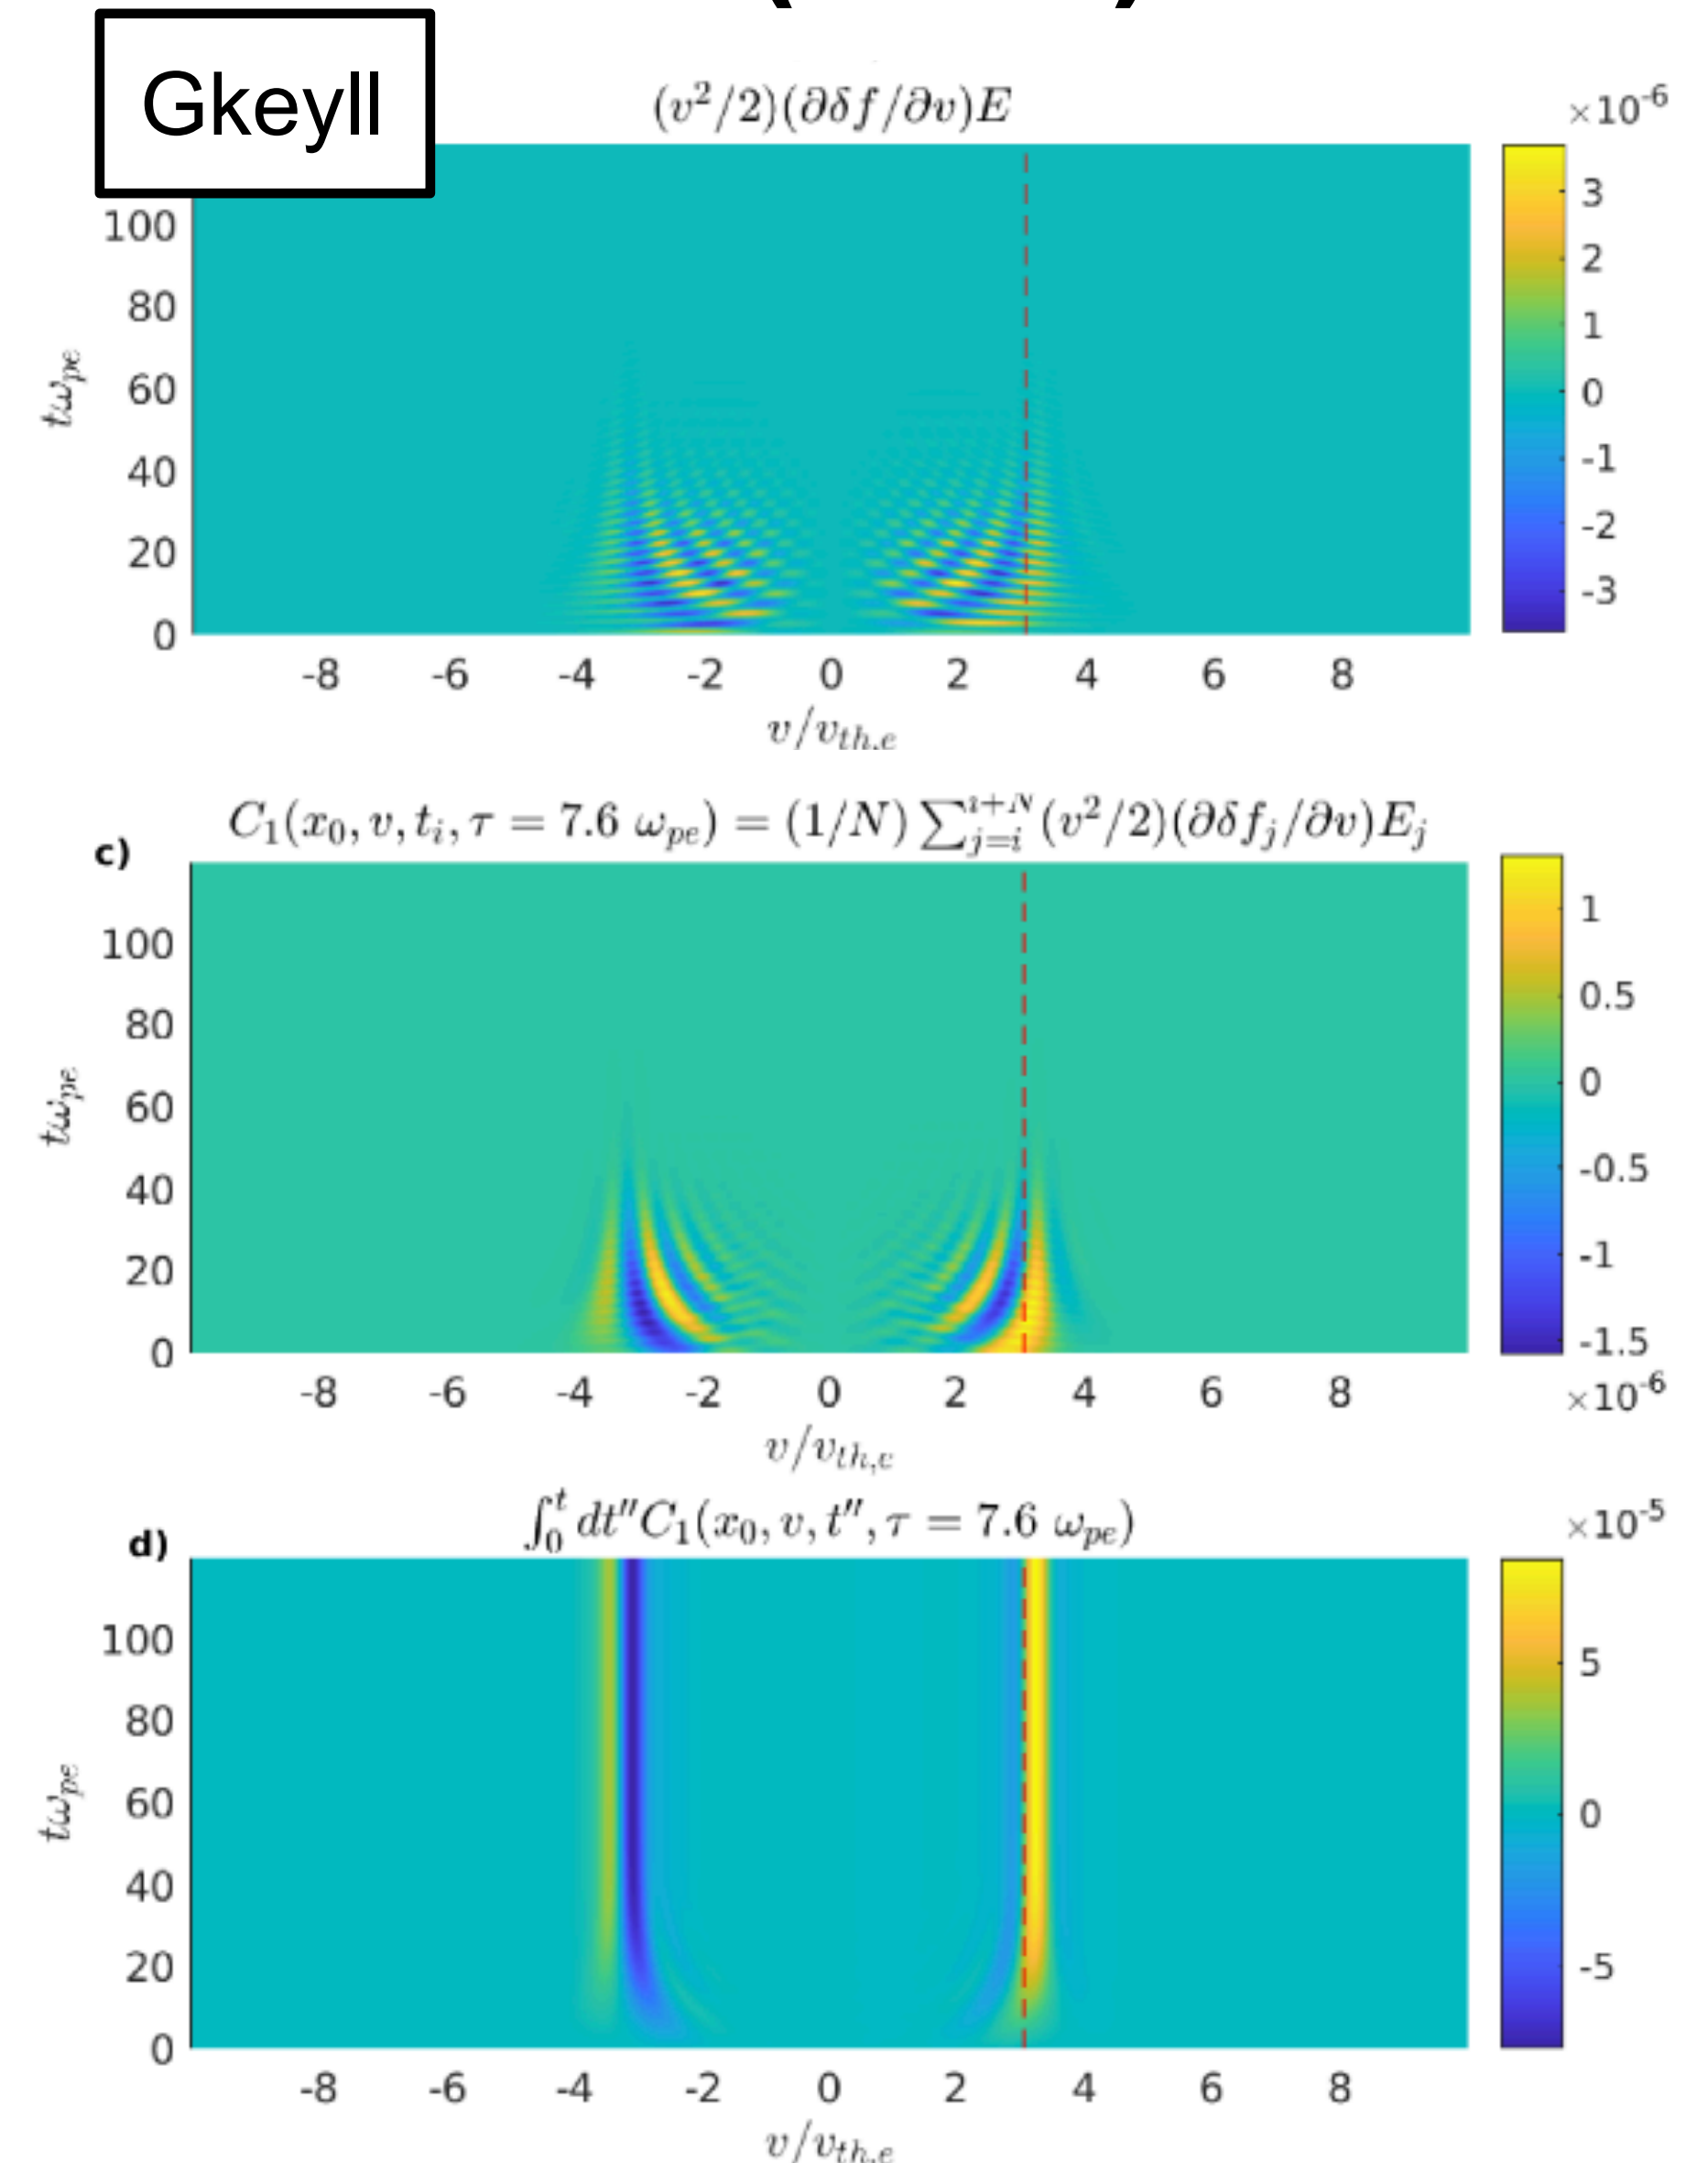 Gkeyll
(v²/2)(∂δf/∂v)E
×10⁻⁶
3
2
1
0
-1
-2
-3
100
80
60
40
20
0
tω_pe
-8 -6 -4 -2 0 2 4 6 8
v/v_th,e
c)
C₁(x₀, v, tᵢ, τ = 7.6 ω_pe) = (1/N) ∑_{j=i}^{i+N} (v²/2)(∂δfⱼ/∂v)Eⱼ
1
0.5
0
-0.5
-1
-1.5
×10⁻⁶
100
80
60
40
20
0
tω_pe
-8 -6 -4 -2 0 2 4 6 8
v/v_th,e
d)
∫₀ᵗ dt″C₁(x₀, v, t″, τ = 7.6 ω_pe)
×10⁻⁵
5
0
-5
100
80
60
40
20
0
tω_pe
-8 -6 -4 -2 0 2 4 6 8
v/v_th,e